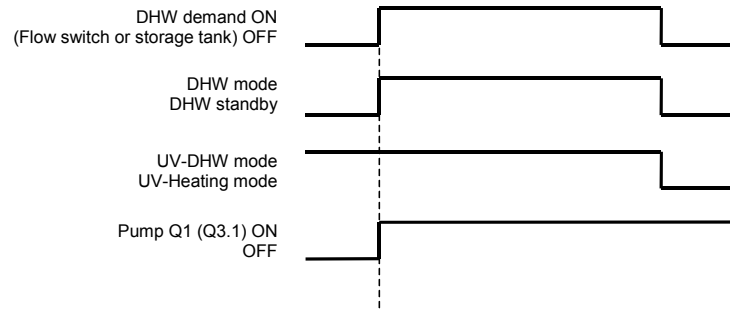 DHW demand ON
(Flow switch or storage tank) OFF
DHW mode
DHW standby
UV-DHW mode
UV-Heating mode
Pump Q1 (Q3.1) ON
OFF